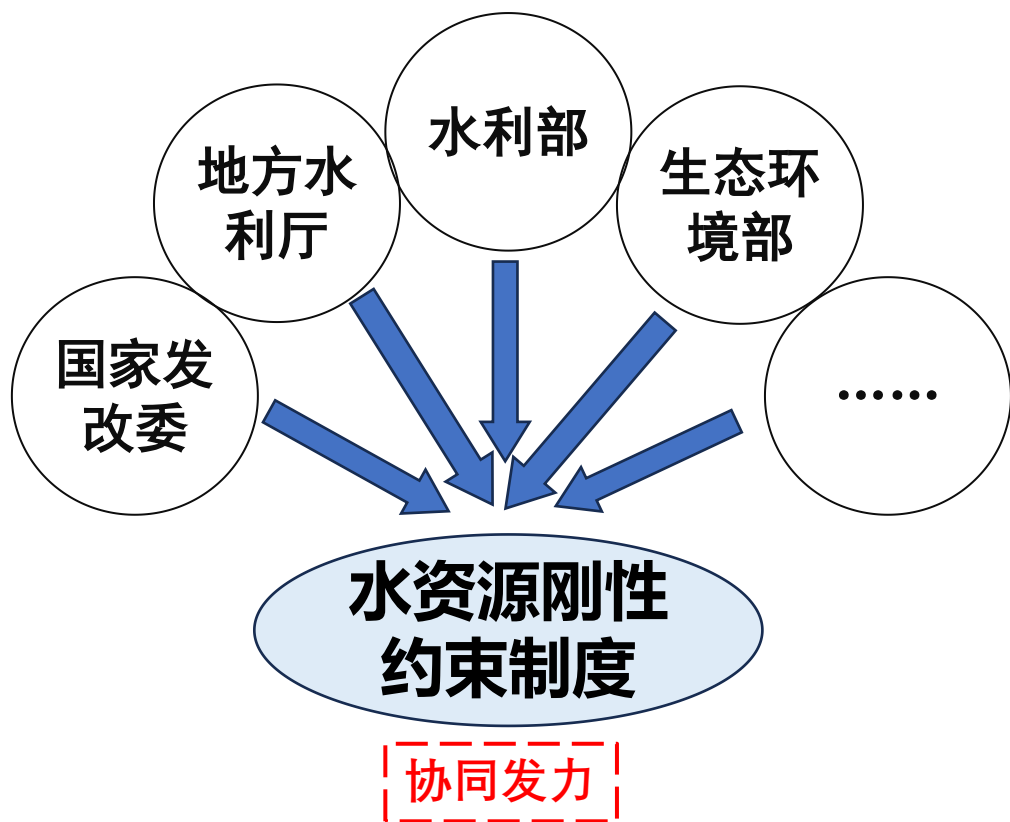 水利部
地方水
利厅
生态环
境部
国家发
改委
……
水资源刚性
约束制度
协同发力